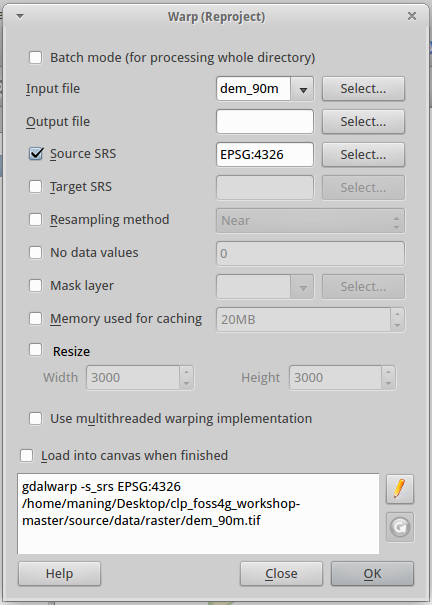 Warp (Reproject)
Batch mode (for processing whole directory)
Input file dem_90m Select...
Output file Select...
Source SRS EPSG:4326 Select...
Target SRS Select...
Resampling method Near
No data values 0
Mask layer Select...
Memory used for caching 20MB
Resize
Width 3000 Height 3000
Use multithreaded warping implementation
Load into canvas when finished
gdalwarp -s_srs EPSG:4326
/home/maning/Desktop/clp_foss4g_workshop-
master/source/data/raster/dem_90m.tif
Help Close OK